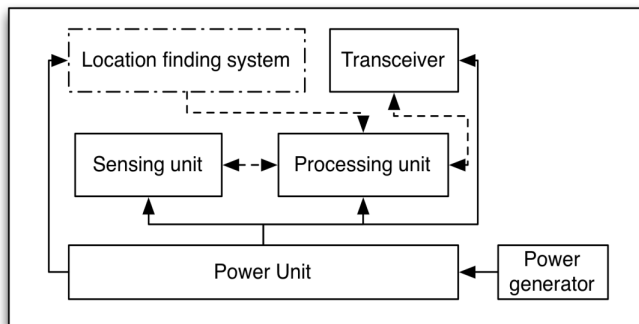 Location finding system
Transceiver
Sensing unit
Processing unit
Power Unit
Power
generator